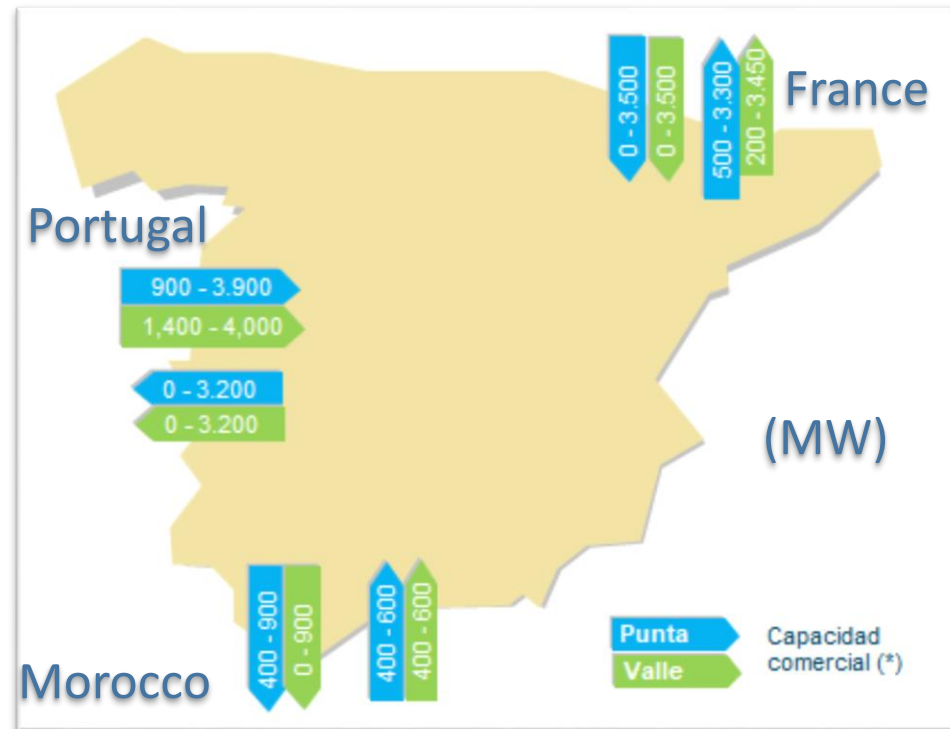 France
0 - 3.500
0 - 3.500
500 - 3.300
200 - 3.450
Portugal
900 - 3.900
1,400 - 4,000
0 - 3.200
0 - 3.200
(MW)
400 - 900
0 - 900
400 - 600
400 - 600
Morocco
Punta
Valle
Capacidad
comercial (*)